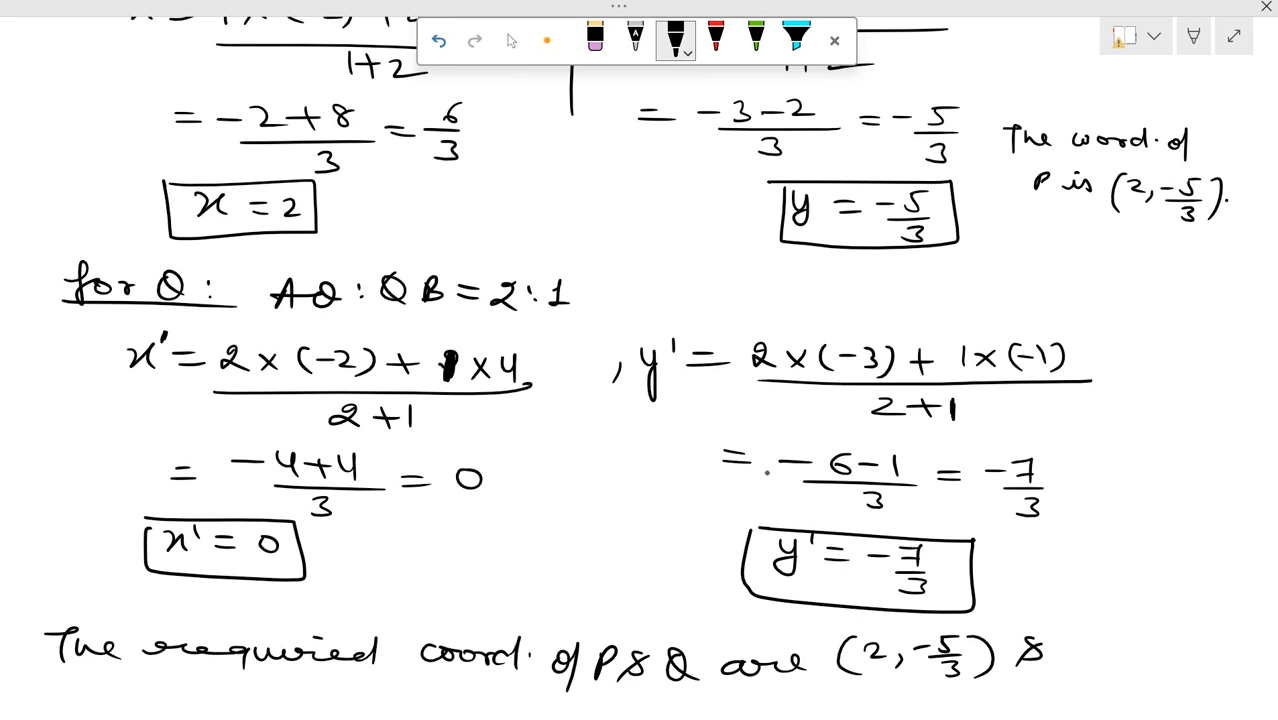 1+2
= -2+8/3 = 6/3
x = 2
= -3-2/3 = -5/3
y = -5/3
The coord. of
P is (2, -5/3).
for Q: AQ : QB = 2:1
x' = 2×(-2) + 1×4 / 2+1
, y' = 2×(-3) + 1×(-1) / 2+1
= -4+4/3 = 0
= -6-1/3 = -7/3
x' = 0
y' = -7/3
The requried coord. of P & Q are (2, -5/3) &